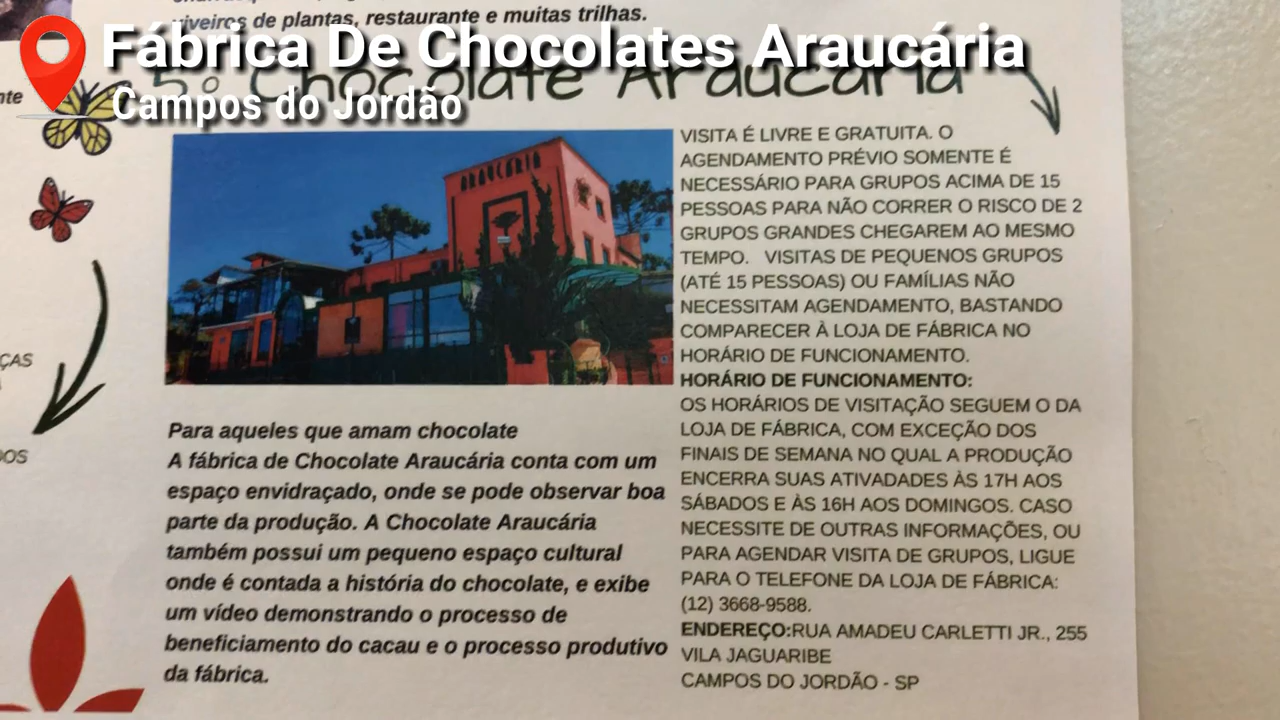 viveiros de plantas, restaurante e muitas trilhas.
Fábrica De Chocolates Araucária
5º Chocolate Araucária
Campos do Jordão
nte
ARAUCARIA
ÇAS
DOS
Para aqueles que amam chocolate
A fábrica de Chocolate Araucária conta com um
espaço envidraçado, onde se pode observar boa
parte da produção. A Chocolate Araucária
também possui um pequeno espaço cultural
onde é contada a história do chocolate, e exibe
um vídeo demonstrando o processo de
beneficiamento do cacau e o processo produtivo
da fábrica.
VISITA É LIVRE E GRATUITA. O
AGENDAMENTO PRÉVIO SOMENTE É
NECESSÁRIO PARA GRUPOS ACIMA DE 15
PESSOAS PARA NÃO CORRER O RISCO DE 2
GRUPOS GRANDES CHEGAREM AO MESMO
TEMPO. VISITAS DE PEQUENOS GRUPOS
(ATÉ 15 PESSOAS) OU FAMÍLIAS NÃO
NECESSITAM AGENDAMENTO, BASTANDO
COMPARECER À LOJA DE FÁBRICA NO
HORÁRIO DE FUNCIONAMENTO.
HORÁRIO DE FUNCIONAMENTO:
OS HORÁRIOS DE VISITAÇÃO SEGUEM O DA
LOJA DE FÁBRICA, COM EXCEÇÃO DOS
FINAIS DE SEMANA NO QUAL A PRODUÇÃO
ENCERRA SUAS ATIVADADES ÀS 17H AOS
SÁBADOS E ÀS 16H AOS DOMINGOS. CASO
NECESSITE DE OUTRAS INFORMAÇÕES, OU
PARA AGENDAR VISITA DE GRUPOS, LIGUE
PARA O TELEFONE DA LOJA DE FÁBRICA:
(12) 3668-9588.
ENDEREÇO:RUA AMADEU CARLETTI JR., 255
VILA JAGUARIBE
CAMPOS DO JORDÃO - SP